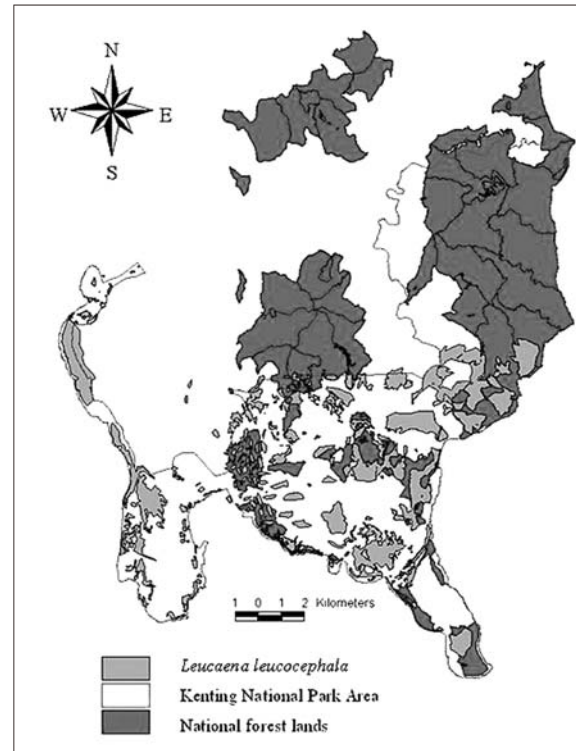 N
W E
S
1 0 1 2 Kilometers
Leucaena leucocephala
Kenting National Park Area
National forest lands